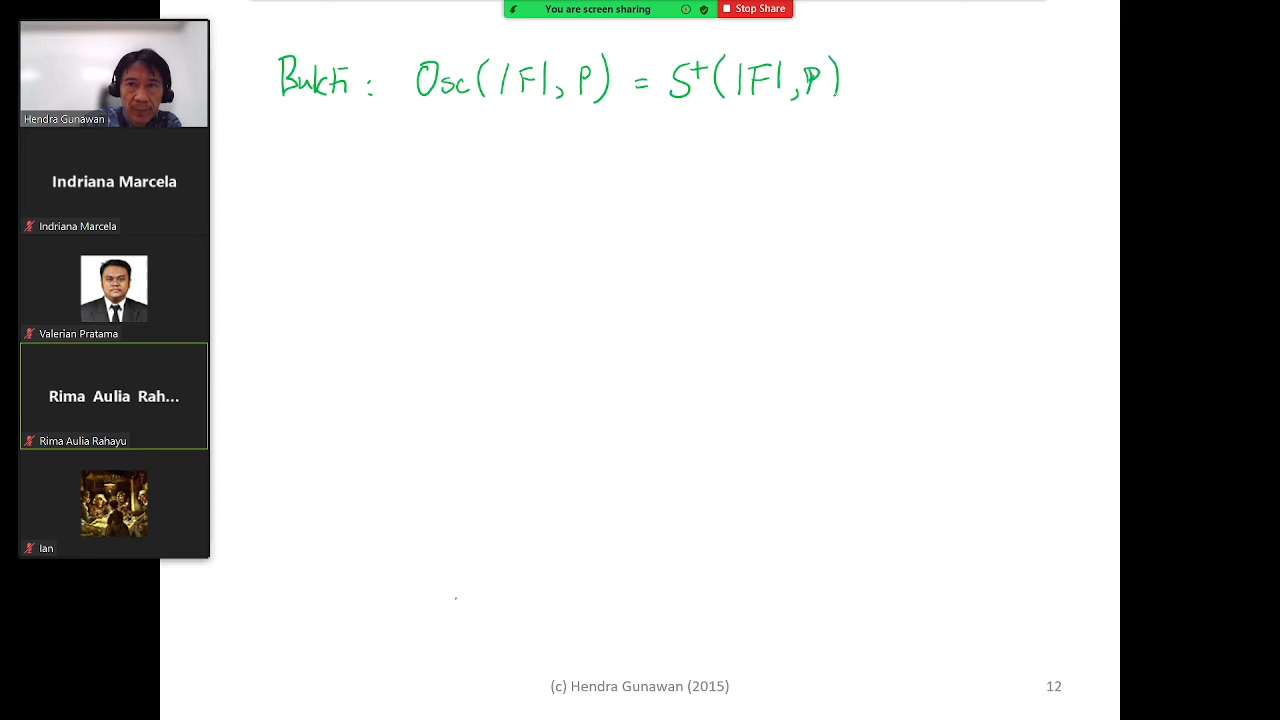 You are screen sharing
Stop Share
Bukti : Osc(|F|, P) = S⁺(|F|, P)
Hendra Gunawan
Indriana Marcela
Indriana Marcela
Valerian Pratama
Rima Aulia Rah...
Rima Aulia Rahayu
Ian
(c) Hendra Gunawan (2015)
12